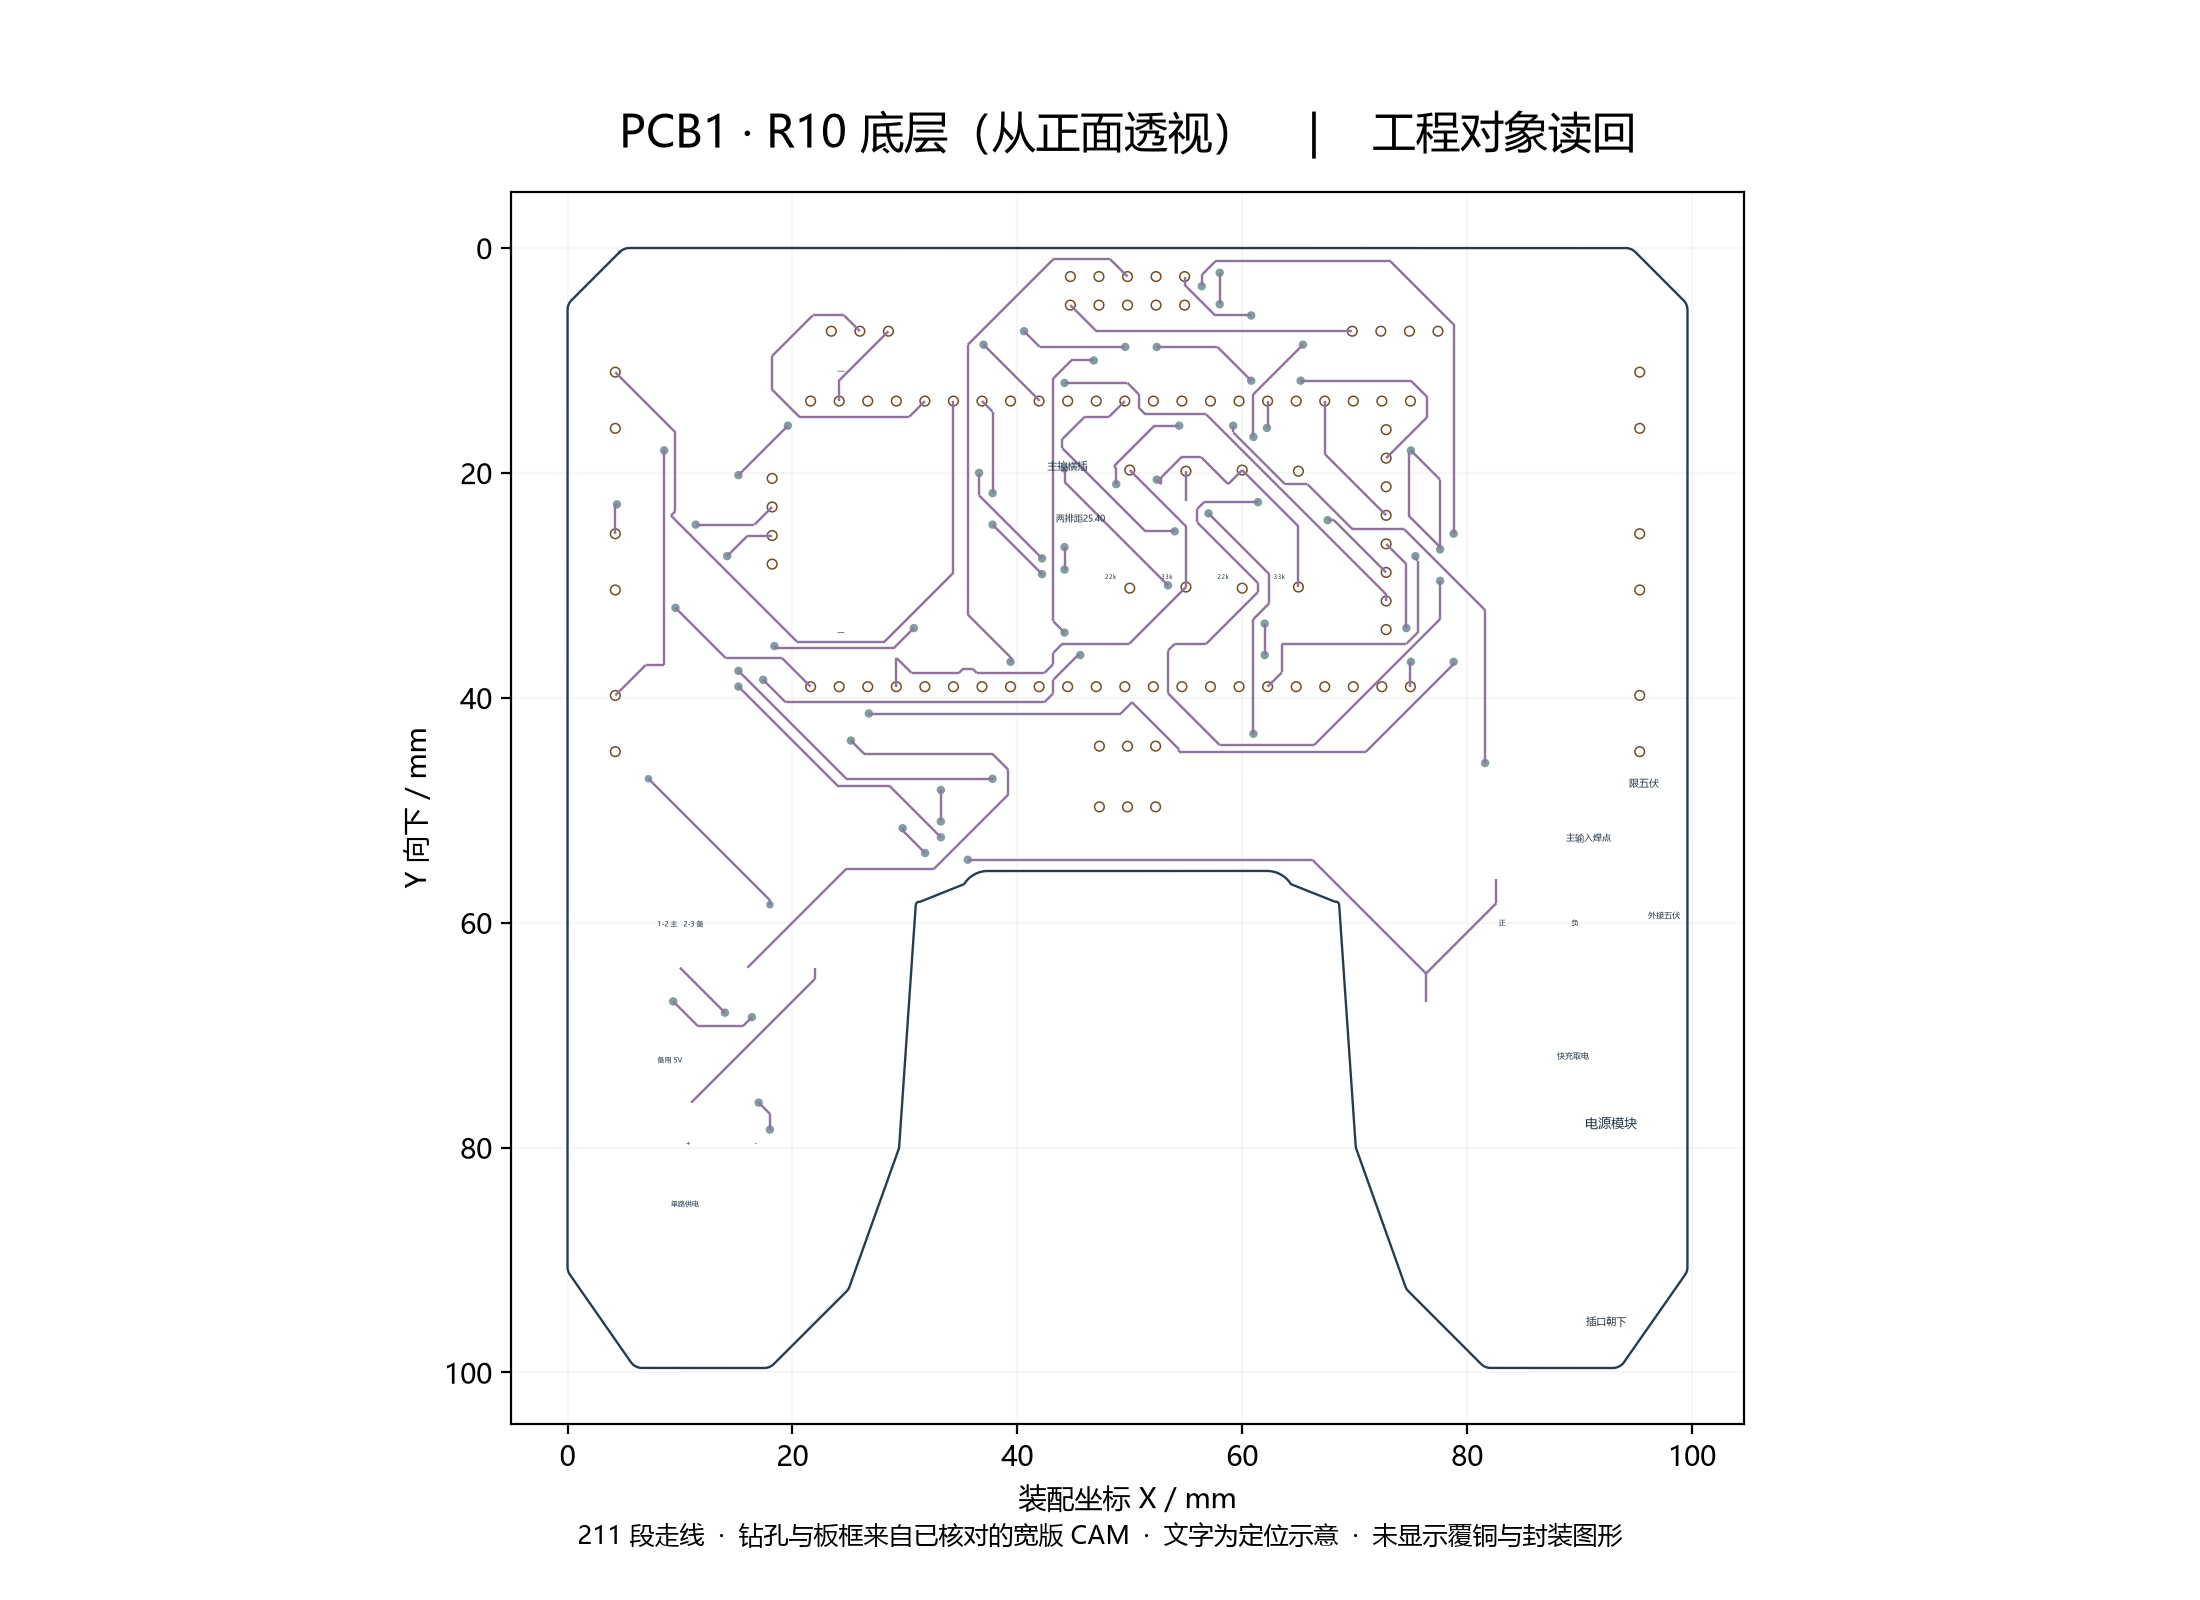 PCB1 · R10 底层（从正面透视） | 工程对象读回
0
20
40
60
80
100
Y 向下 / mm
主控横插
两排距25.40
22k
33k
22k
33k
限五伏
主输入焊点
1-2 主 2-3 备
正
负
外接五伏
备用 5V
快充取电
+
-
电源模块
单路供电
插口朝下
0
20
40
60
80
100
装配坐标 X / mm
211 段走线 · 钻孔与板框来自已核对的宽版 CAM · 文字为定位示意 · 未显示覆铜与封装图形